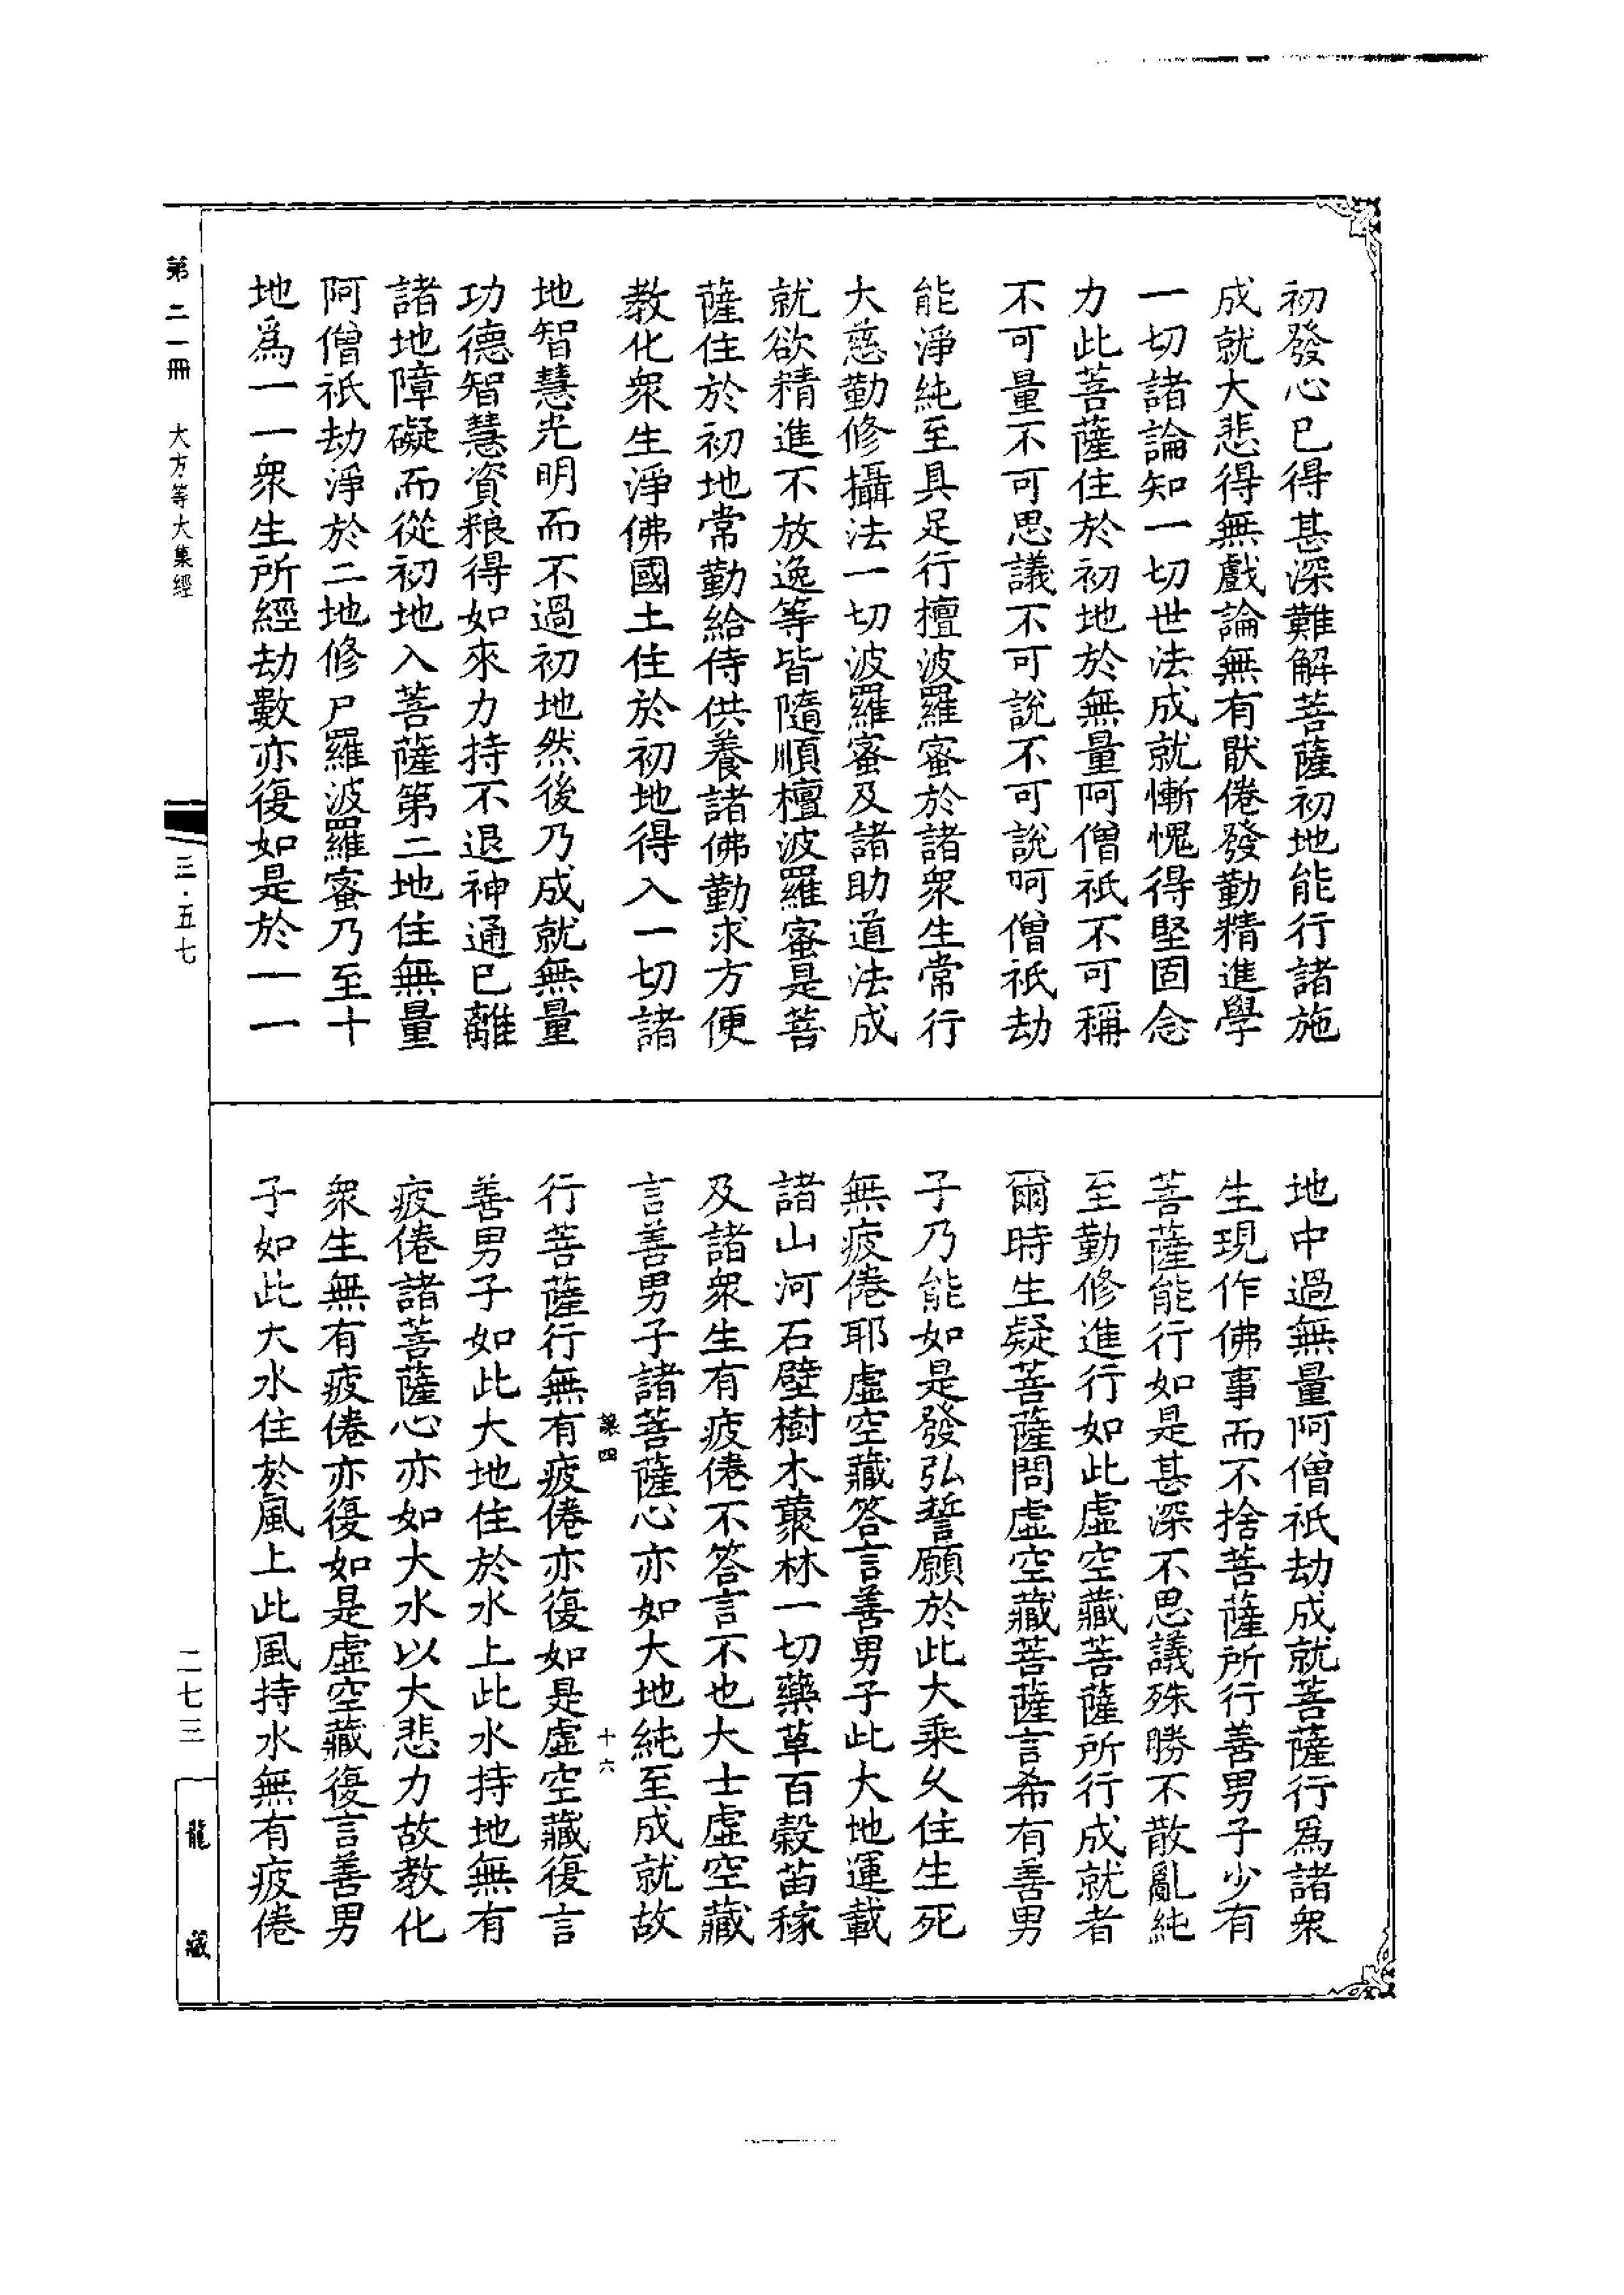 初發心已得甚深難解菩薩初地能行諸施
成就大悲得無戲論無有猒倦發勤精進學
一切諸論知一切世法成就慚愧得堅固念
力此菩薩住於初地於無量阿僧祇不可稱
不可量不可思議不可說不可說阿僧祇劫
能淨純至具足行檀波羅蜜於諸衆生常行
大慈勤修攝法一切波羅蜜及諸助道法成
就欲精進不放逸等皆隨順檀波羅蜜是菩
薩住於初地常勤給侍供養諸佛勤求方便
教化衆生淨佛國土住於初地得入一切諸
地智慧光明而不過初地然後乃成就無量
功德智慧資粮得如來力持不退神通已離
諸地障礙而從初地入菩薩第二地住無量
阿僧祇劫淨於二地修尸羅波羅蜜乃至十
地爲一一衆生所經劫數亦復如是於一一
地中過無量阿僧祇劫成就菩薩行爲諸衆
生現作佛事而不捨菩薩所行善男子少有
菩薩能行如是甚深不思議殊勝不散亂純
至勤修進行如此虛空藏菩薩所行成就者
爾時生疑菩薩問虛空藏菩薩言希有善男
子乃能如是發弘誓願於此大乘久住生死
無疲倦耶虛空藏答言善男子此大地運載
諸山河石壁樹木藂林一切藥草百穀苗稼
及諸衆生有疲倦不答言不也大士虛空藏
言善男子諸菩薩心亦如大地純至成就故
十六
行菩薩行無有疲倦亦復如是虛空藏復言
善男子如此大地住於水上此水持地無有
疲倦諸菩薩心亦如大水以大悲力故教化
衆生無有疲倦亦復如是虛空藏復言善男
子如此大水住於風上此風持水無有疲倦
第二一冊 大方等大集經 三·五七 二七三
龍藏